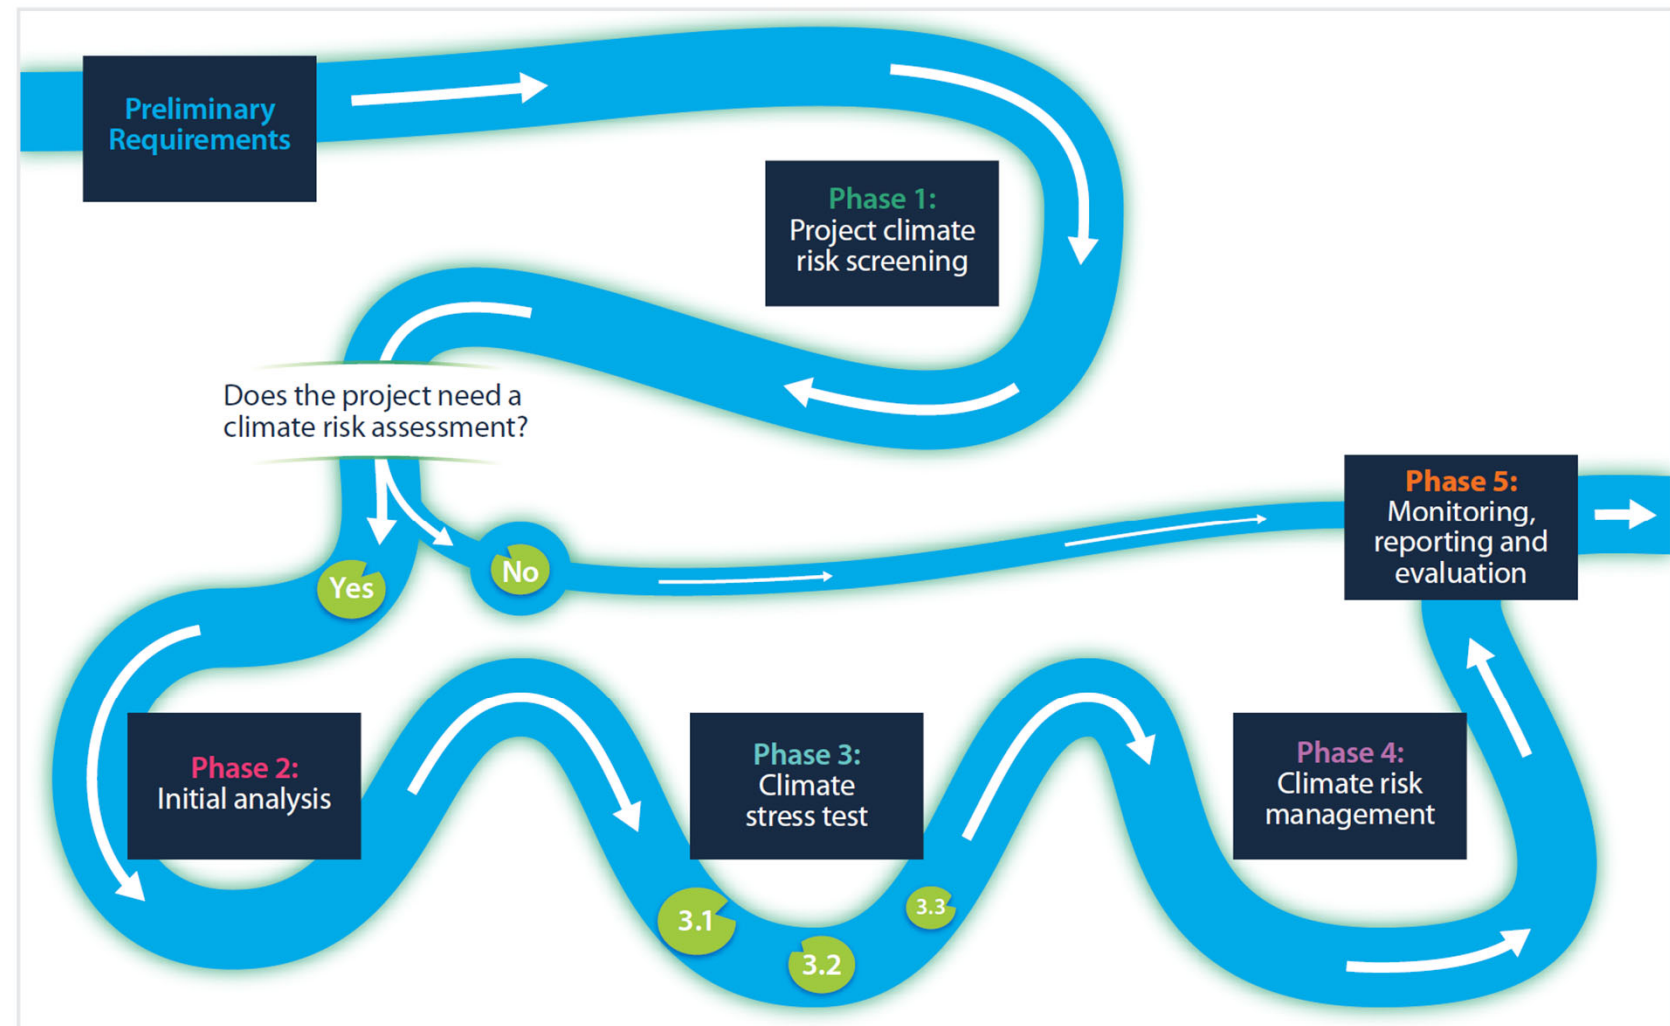 Preliminary
Requirements
Phase 1:
Project climate
risk screening
Does the project need a
climate risk assessment?
Yes
No
Phase 5:
Monitoring,
reporting and
evaluation
Phase 2:
Initial analysis
Phase 3:
Climate
stress test
3.1
3.2
3.3
Phase 4:
Climate risk
management